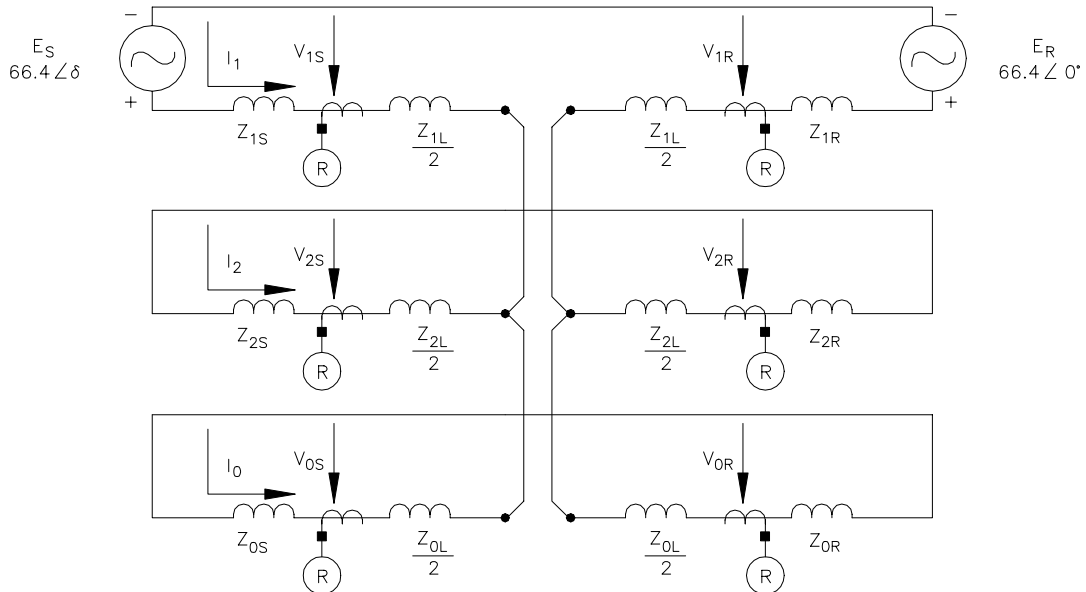 E_S
66.4∠δ
−
+
I_1
V_1S
V_1R
−
+
E_R
66.4∠0°
Z_1S
R
Z_1L
2
Z_1L
2
R
Z_1R
I_2
V_2S
V_2R
Z_2S
R
Z_2L
2
Z_2L
2
R
Z_2R
I_0
V_0S
V_0R
Z_0S
R
Z_0L
2
Z_0L
2
R
Z_0R